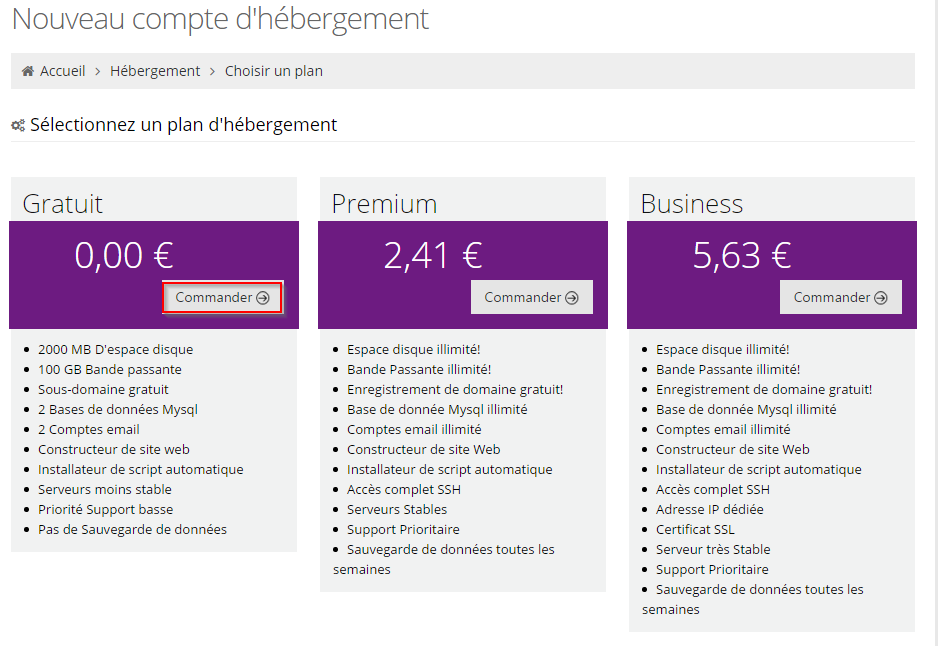 Nouveau compte d'hébergement
Accueil > Hébergement > Choisir un plan
Sélectionnez un plan d'hébergement
Gratuit
0,00 €
Commander
2000 MB D'espace disque
100 GB Bande passante
Sous-domaine gratuit
2 Bases de données Mysql
2 Comptes email
Constructeur de site web
Installateur de script automatique
Serveurs moins stable
Priorité Support basse
Pas de Sauvegarde de données
Premium
2,41 €
Commander
Espace disque illimité!
Bande Passante illimité!
Enregistrement de domaine gratuit!
Base de donnée Mysql illimité
Comptes email illimité
Constructeur de site Web
Installateur de script automatique
Accès complet SSH
Serveurs Stables
Support Prioritaire
Sauvegarde de données toutes les
semaines
Business
5,63 €
Commander
Espace disque illimité!
Bande Passante illimité!
Enregistrement de domaine gratuit!
Base de donnée Mysql illimité
Comptes email illimité
Constructeur de site Web
Installateur de script automatique
Accès complet SSH
Adresse IP dédiée
Certificat SSL
Serveur très Stable
Support Prioritaire
Sauvegarde de données toutes les
semaines